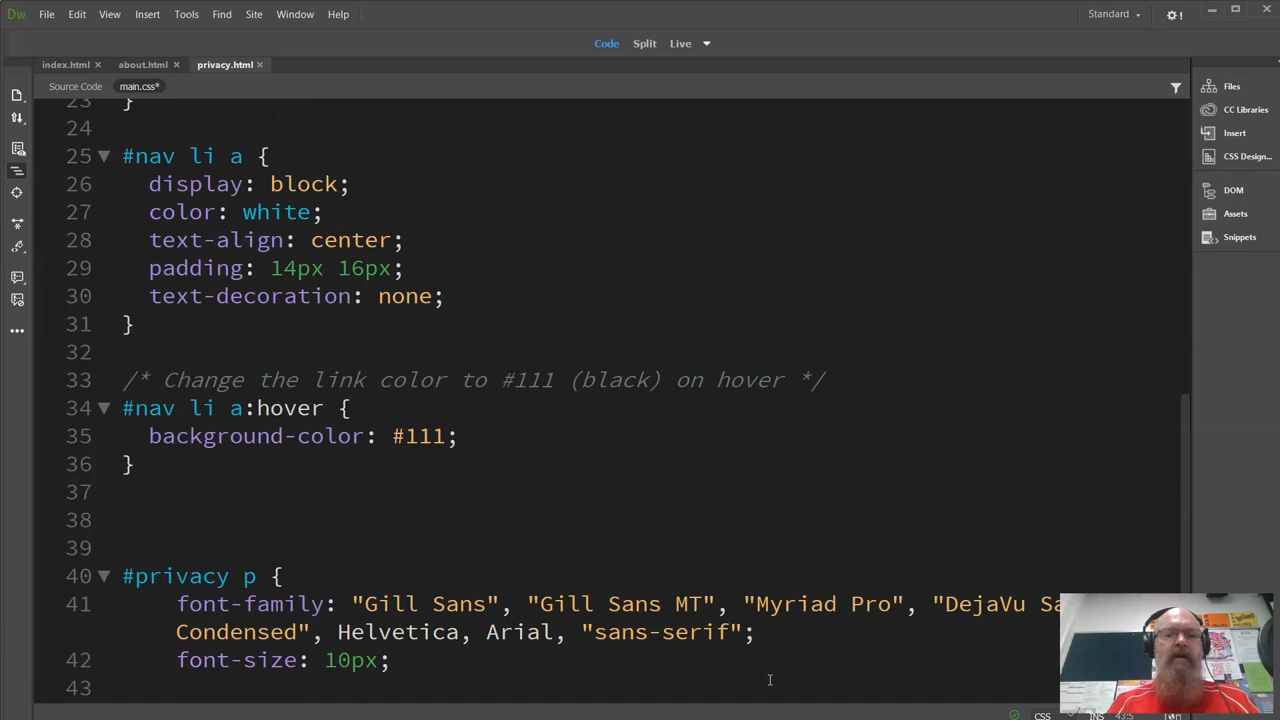 Dw File Edit View Insert Tools Find Site Window Help Standard
Code Split Live
index.html about.html privacy.html
Source Code main.css*
23 }
24
25 #nav li a {
26 display: block;
27 color: white;
28 text-align: center;
29 padding: 14px 16px;
30 text-decoration: none;
31 }
32
33 /* Change the link color to #111 (black) on hover */
34 #nav li a:hover {
35 background-color: #111;
36 }
37
38
39
40 #privacy p {
41 font-family: "Gill Sans", "Gill Sans MT", "Myriad Pro", "DejaVu Sa
Condensed", Helvetica, Arial, "sans-serif";
42 font-size: 10px;
43
Files
CC Libraries
Insert
CSS Design...
DOM
Assets
Snippets
CSS INS 43:5